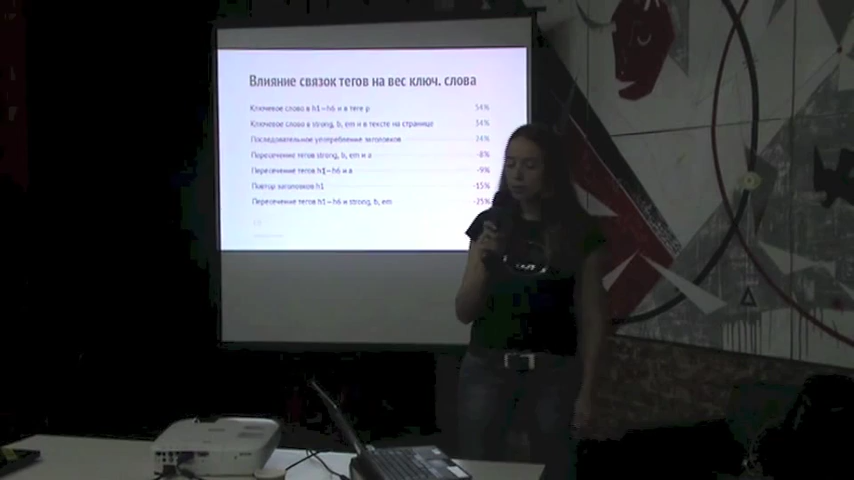 Влияние связок тегов на вес ключ. слова
Ключевое слово в h1–h6 и в теге p 54%
Ключевое слово в strong, b, em и в тексте на странице 34%
Последовательное употребление заголовков 24%
Пересечение тегов strong, b, em и a -8%
Пересечение тегов h1–h6 и a -9%
Повтор заголовков h1 -15%
Пересечение тегов h1–h6 и strong, b, em -25%